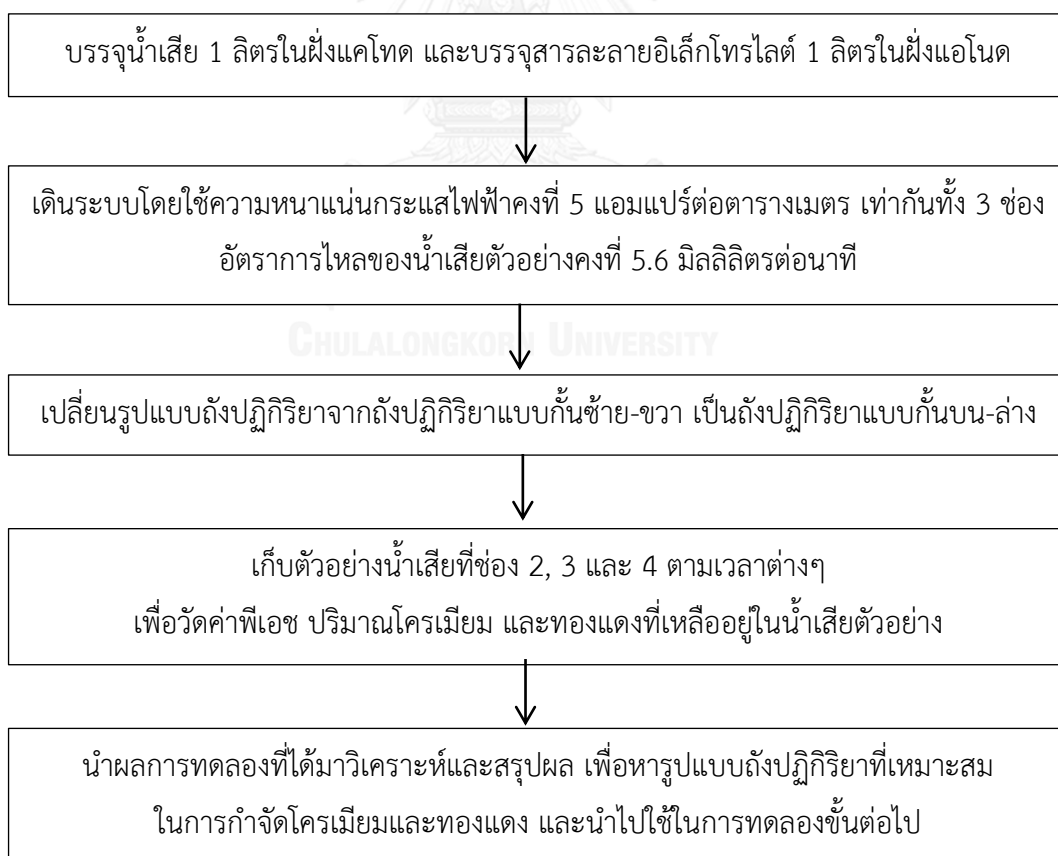 บรรจุน้ำเสีย 1 ลิตรในฝั่งแคโทด และบรรจุสารละลายอิเล็กโทรไลต์ 1 ลิตรในฝั่งแอโนด
เดินระบบโดยใช้ความหนาแน่นกระแสไฟฟ้าคงที่ 5 แอมแปร์ต่อตารางเมตร เท่ากันทั้ง 3 ช่อง
อัตราการไหลของน้ำเสียตัวอย่างคงที่ 5.6 มิลลิลิตรต่อนาที
CHULALONGKORN UNIVERSITY
เปลี่ยนรูปแบบถังปฏิกิริยาจากถังปฏิกิริยาแบบกั้นซ้าย-ขวา เป็นถังปฏิกิริยาแบบกั้นบน-ล่าง
เก็บตัวอย่างน้ำเสียที่ช่อง 2, 3 และ 4 ตามเวลาต่างๆ
เพื่อวัดค่าพีเอช ปริมาณโครเมียม และทองแดงที่เหลืออยู่ในน้ำเสียตัวอย่าง
นำผลการทดลองที่ได้มาวิเคราะห์และสรุปผล เพื่อหารูปแบบถังปฏิกิริยาที่เหมาะสม
ในการกำจัดโครเมียมและทองแดง และนำไปใช้ในการทดลองขั้นต่อไป